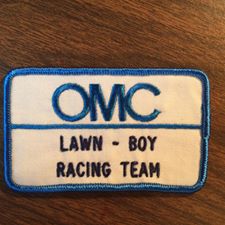 OMC
LAWN - BOY
RACING TEAM